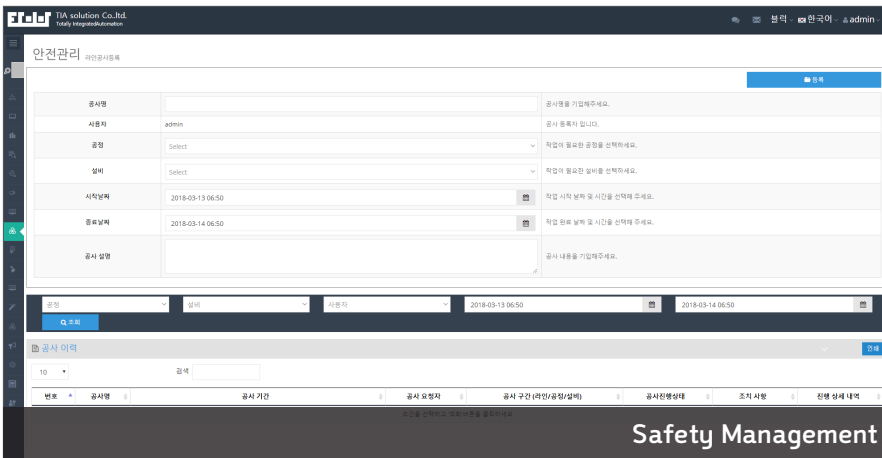 TIA solution Co.,ltd.
Totally IntegratedAutomation
블럭 한국어 admin
안전관리 라인공사등록
등록
공사명 공사명을 기입해주세요.
사용자 admin 공사 등록자 입니다.
공정 Select 작업이 필요한 공정을 선택하세요.
설비 Select 작업이 필요한 설비을 선택하세요.
시작날짜 2018-03-13 06:50 작업 시작 날짜 및 시간을 선택해 주세요.
종료날짜 2018-03-14 06:50 작업 완료 날짜 및 시간을 선택해 주세요.
공사 설명 공사 내용을 기입해주세요.
공정 설비 사용자 2018-03-13 06:50 2018-03-14 06:50
조회
공사 이력 인쇄
10 검색
번호 공사명 공사 기간 공사 요청자 공사 구간 (라인/공정/설비) 공사진행상태 조치 사항 진행 상세 내역
Safety Management